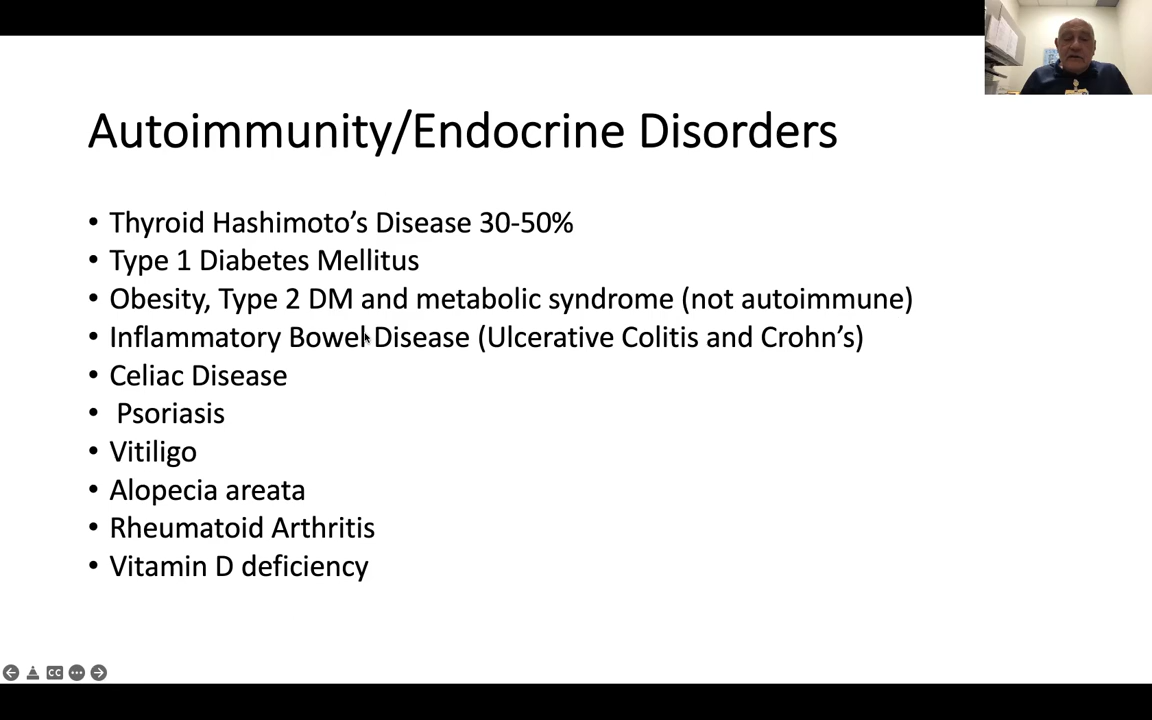 Autoimmunity/Endocrine Disorders
• Thyroid Hashimoto's Disease 30-50%
• Type 1 Diabetes Mellitus
• Obesity, Type 2 DM and metabolic syndrome (not autoimmune)
• Inflammatory Bowel Disease (Ulcerative Colitis and Crohn's)
• Celiac Disease
• Psoriasis
• Vitiligo
• Alopecia areata
• Rheumatoid Arthritis
• Vitamin D deficiency
CC